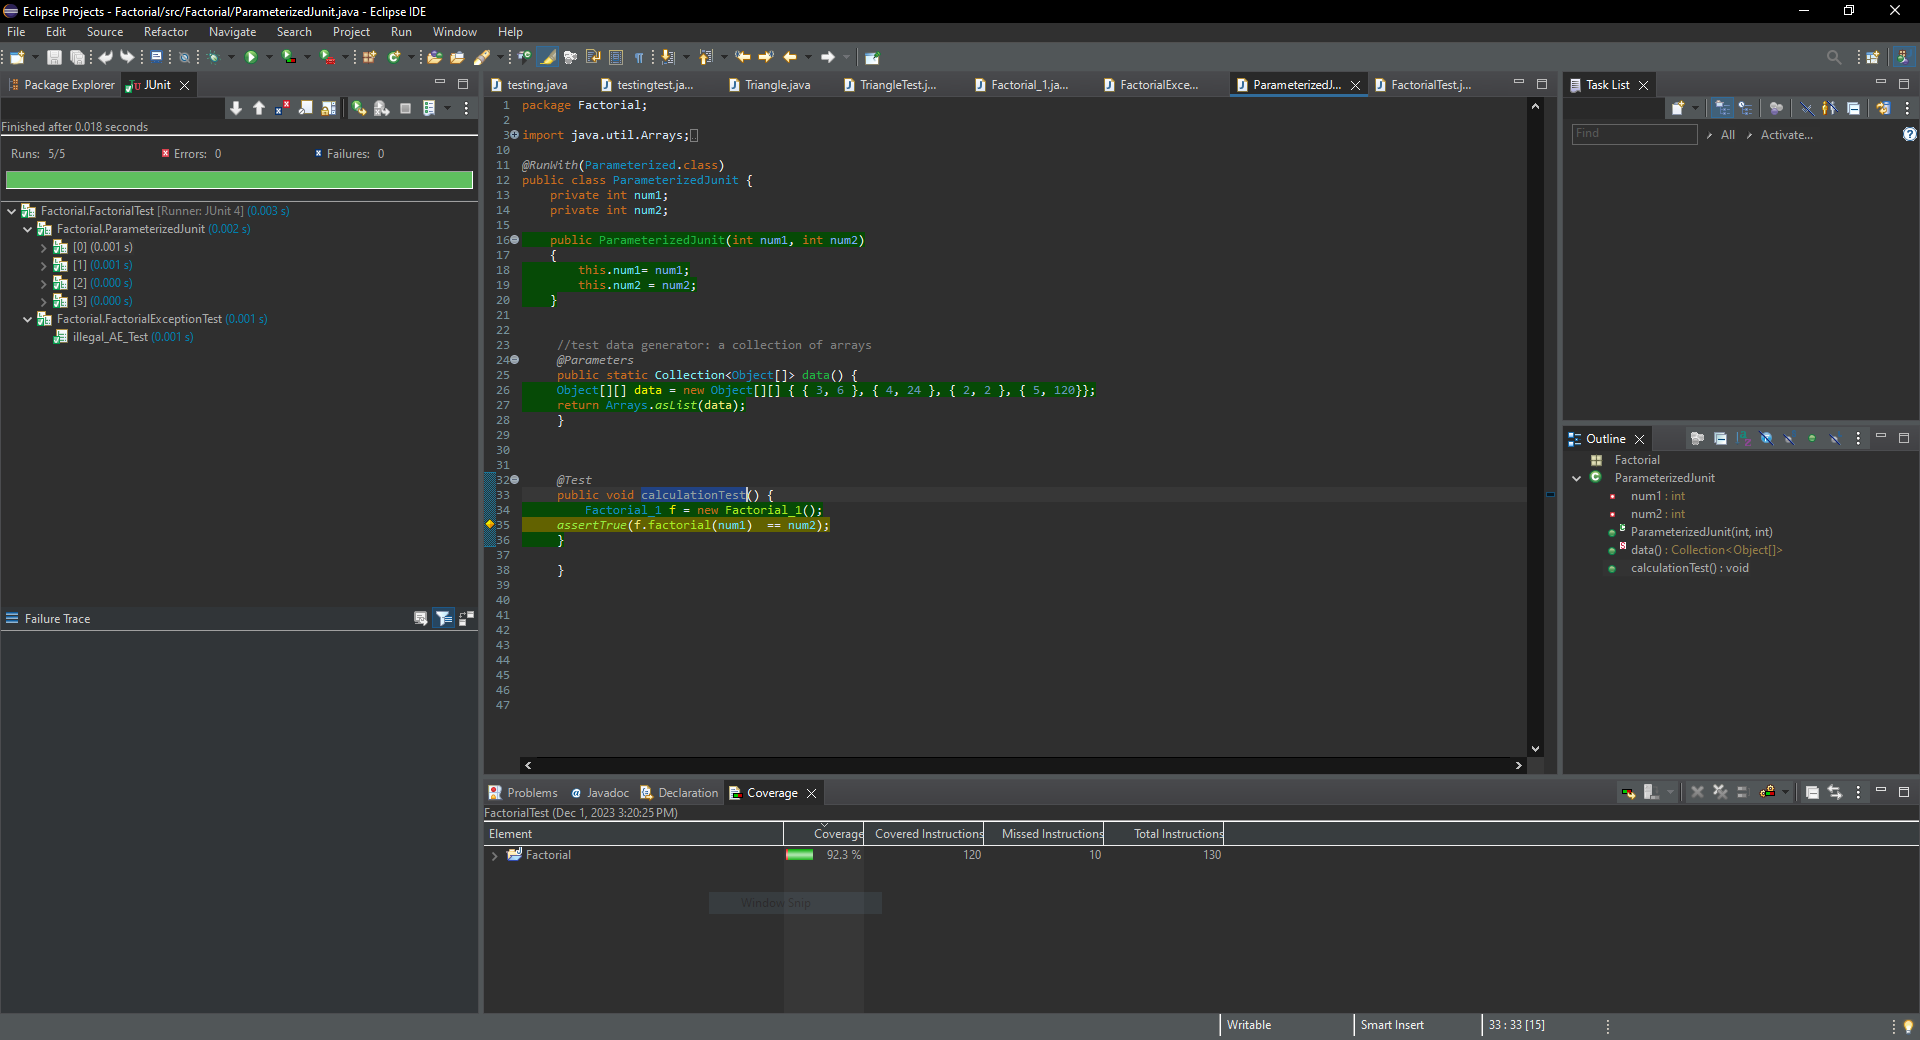 Eclipse Projects - Factorial/src/Factorial/ParameterizedJunit.java - Eclipse IDE
File Edit Source Refactor Navigate Search Project Run Window Help
Package Explorer JUnit
Finished after 0.018 seconds
Runs: 5/5 Errors: 0 Failures: 0
Factorial.FactorialTest [Runner: JUnit 4] (0.003 s)
Factorial.ParameterizedJunit (0.002 s)
[0] (0.001 s)
[1] (0.001 s)
[2] (0.000 s)
[3] (0.000 s)
Factorial.FactorialExceptionTest (0.001 s)
illegal_AE_Test (0.001 s)
Failure Trace
testing.java testingtest.ja... Triangle.java TriangleTest.j... Factorial_1.ja... FactorialExce... ParameterizedJ... FactorialTest.j...
1 package Factorial;
2
3 import java.util.Arrays;
10
11 @RunWith(Parameterized.class)
12 public class ParameterizedJunit {
13 private int num1;
14 private int num2;
15
16 public ParameterizedJunit(int num1, int num2)
17 {
18 this.num1= num1;
19 this.num2 = num2;
20 }
21
22
23 //test data generator: a collection of arrays
24 @Parameters
25 public static Collection<Object[]> data() {
26 Object[][] data = new Object[][] { { 3, 6 }, { 4, 24 }, { 2, 2 }, { 5, 120}};
27 return Arrays.asList(data);
28 }
29
30
31
32 @Test
33 public void calculationTest() {
34 Factorial_1 f = new Factorial_1();
35 assertTrue(f.factorial(num1)  == num2);
36 }
37
38 }
39
40
41
42
43
44
45
46
47
Task List
Find All Activate...
Outline
Factorial
ParameterizedJunit
num1 : int
num2 : int
ParameterizedJunit(int, int)
data() : Collection<Object[]>
calculationTest() : void
Problems Javadoc Declaration Coverage
FactorialTest (Dec 1, 2023 3:20:25 PM)
Element Coverage Covered Instructions Missed Instructions Total Instructions
Factorial 92.3 % 120 10 130
Window Snip
Writable Smart Insert 33 : 33 [15]